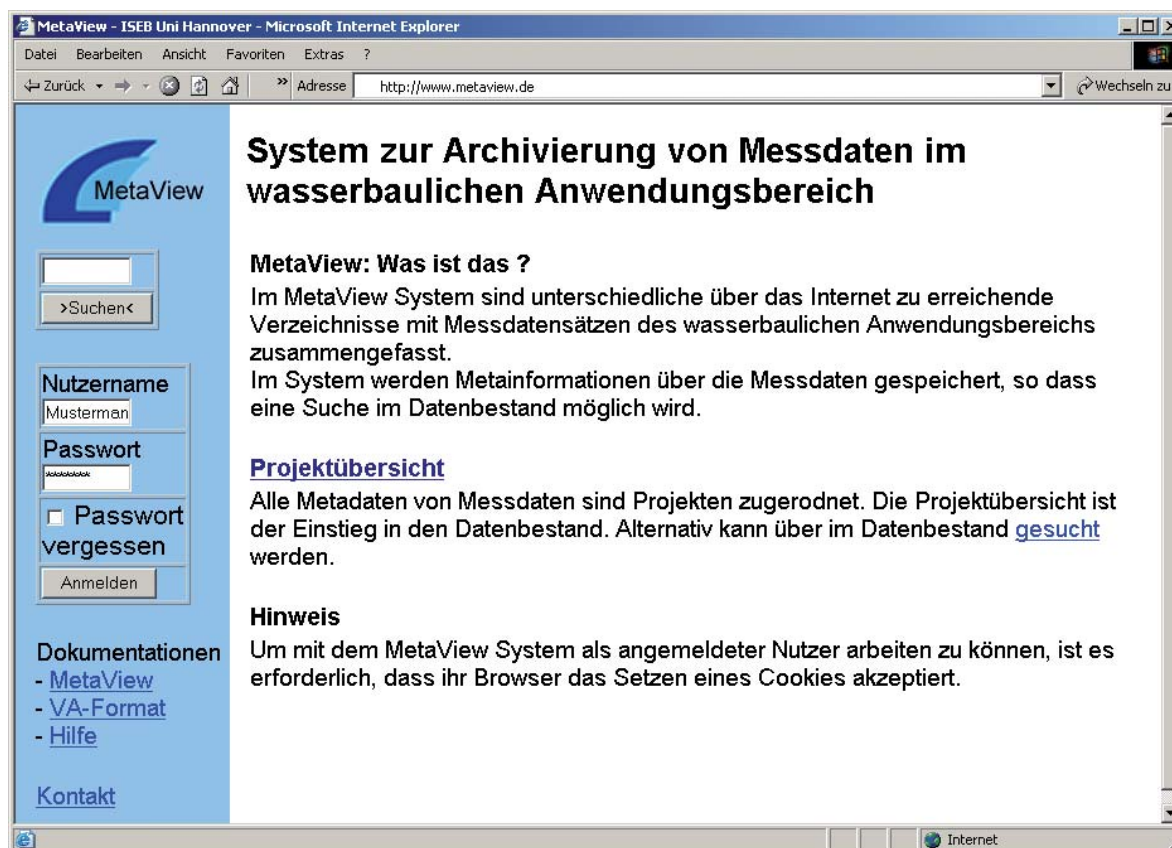 MetaView - ISEB Uni Hannover - Microsoft Internet Explorer
Datei Bearbeiten Ansicht Favoriten Extras ?
Zurück » Adresse http://www.metaview.de Wechseln zu
MetaView
>Suchen<
Nutzername
Musterman
Passwort
********
Passwort
vergessen
Anmelden
Dokumentationen
- MetaView
- VA-Format
- Hilfe
Kontakt
System zur Archivierung von Messdaten im
wasserbaulichen Anwendungsbereich
MetaView: Was ist das ?
Im MetaView System sind unterschiedliche über das Internet zu erreichende
Verzeichnisse mit Messdatensätzen des wasserbaulichen Anwendungsbereichs
zusammengefasst.
Im System werden Metainformationen über die Messdaten gespeichert, so dass
eine Suche im Datenbestand möglich wird.
Projektübersicht
Alle Metadaten von Messdaten sind Projekten zugerodnet. Die Projektübersicht ist
der Einstieg in den Datenbestand. Alternativ kann über im Datenbestand gesucht
werden.
Hinweis
Um mit dem MetaView System als angemeldeter Nutzer arbeiten zu können, ist es
erforderlich, dass ihr Browser das Setzen eines Cookies akzeptiert.
Internet